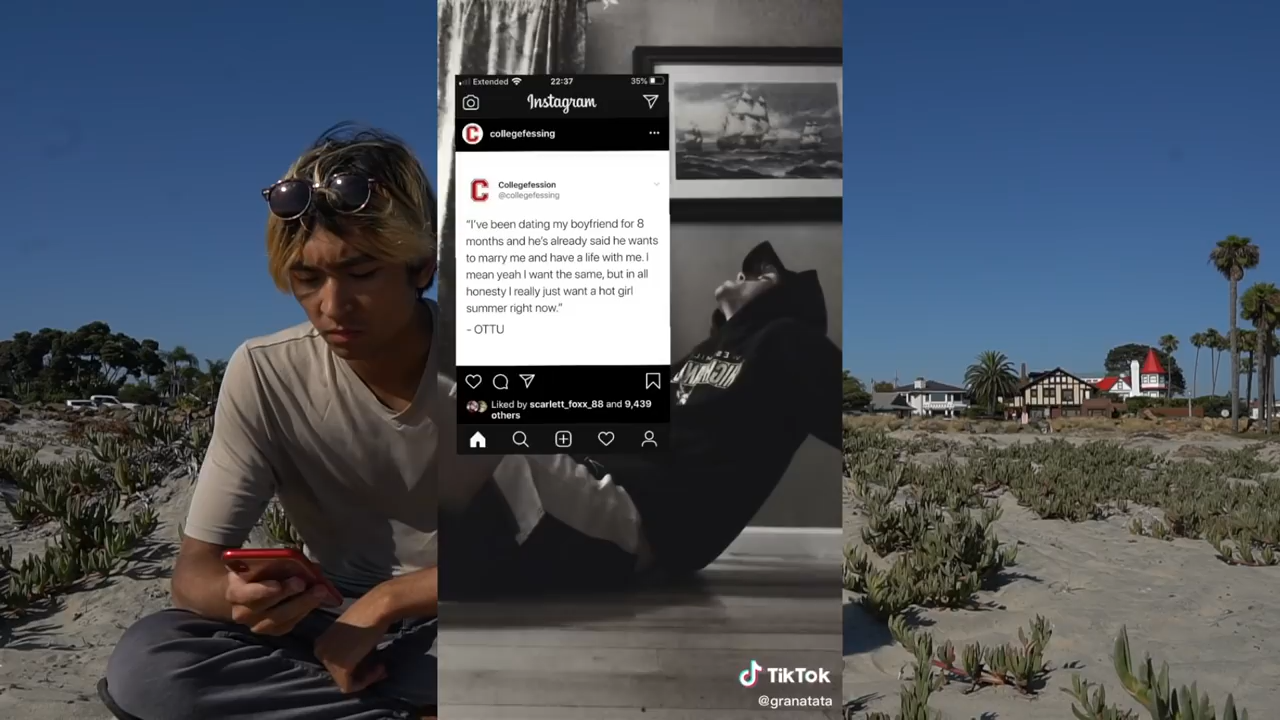 Extended 22:37 35%
Instagram
collegefessing
Collegefession
@collegefessing
“I’ve been dating my boyfriend for 8
months and he’s already said he wants
to marry me and have a life with me. I
mean yeah I want the same, but in all
honesty I really just want a hot girl
summer right now.”
- OTTU
Liked by scarlett_foxx_88 and 9,439
others
TikTok
@granatata